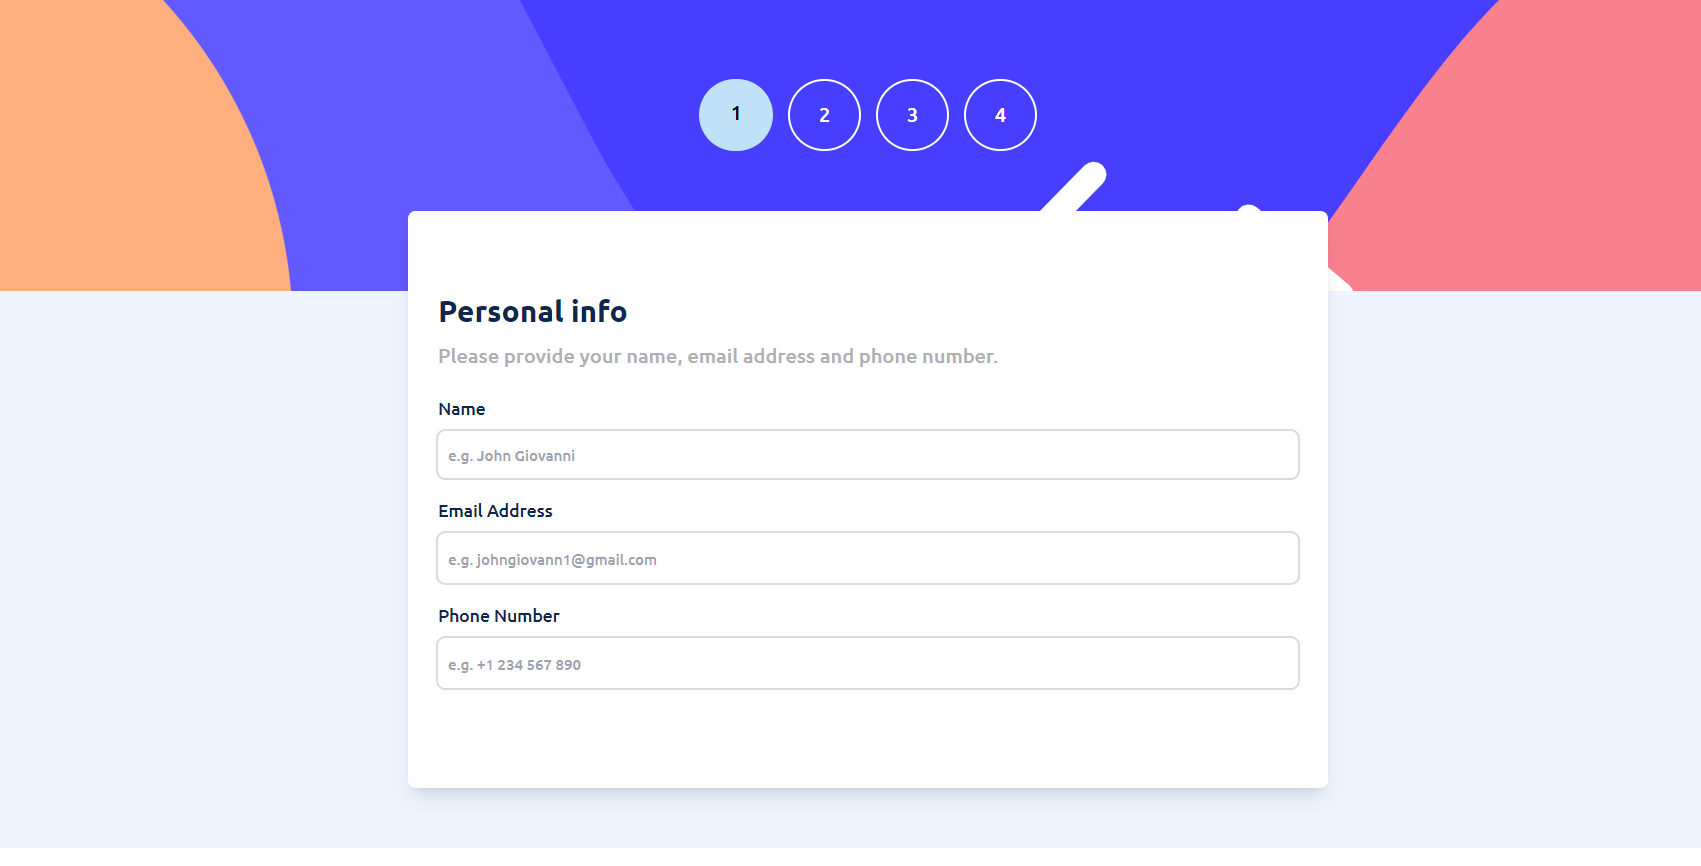 1 2 3 4
Personal info
Please provide your name, email address and phone number.
Name
e.g. John Giovanni
Email Address
e.g. johngiovann1@gmail.com
Phone Number
e.g. +1 234 567 890